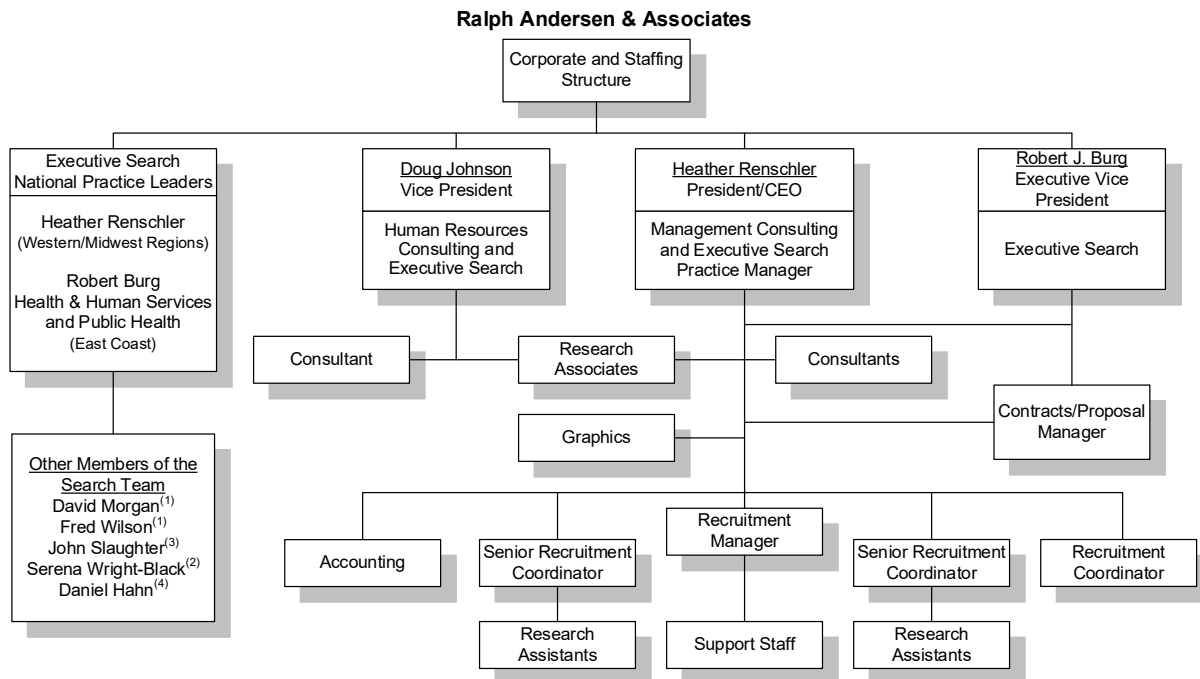 Ralph Andersen & Associates
Corporate and Staffing
Structure
Executive Search
National Practice Leaders
Heather Renschler
(Western/Midwest Regions)
Robert Burg
Health & Human Services
and Public Health
(East Coast)
Doug Johnson
Vice President
Human Resources
Consulting and
Executive Search
Heather Renschler
President/CEO
Management Consulting
and Executive Search
Practice Manager
Robert J. Burg
Executive Vice
President
Executive Search
Consultant
Research
Associates
Consultants
Contracts/Proposal
Manager
Graphics
Other Members of the
Search Team
David Morgan(1)
Fred Wilson(1)
John Slaughter(3)
Serena Wright-Black(2)
Daniel Hahn(4)
Accounting
Senior Recruitment
Coordinator
Recruitment
Manager
Senior Recruitment
Coordinator
Recruitment
Coordinator
Research
Assistants
Support Staff
Research
Assistants